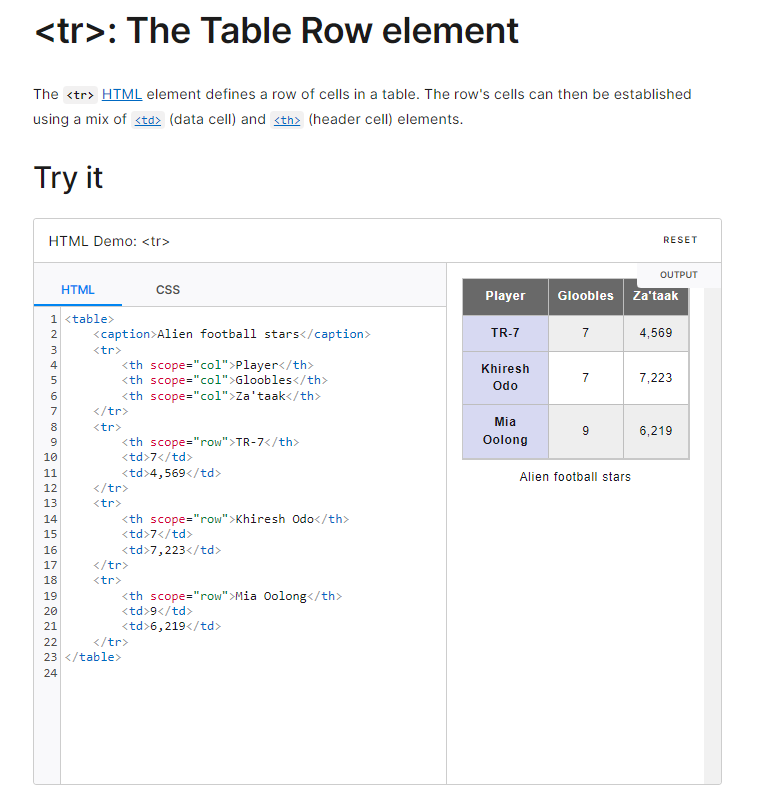 <tr>: The Table Row element
The <tr> HTML element defines a row of cells in a table. The row's cells can then be established
using a mix of <td> (data cell) and <th> (header cell) elements.
Try it
HTML Demo: <tr>
RESET
HTML
CSS
1 <table>
2     <caption>Alien football stars</caption>
3     <tr>
4         <th scope="col">Player</th>
5         <th scope="col">Gloobles</th>
6         <th scope="col">Za'taak</th>
7     </tr>
8     <tr>
9         <th scope="row">TR-7</th>
10         <td>7</td>
11         <td>4,569</td>
12     </tr>
13     <tr>
14         <th scope="row">Khiresh Odo</th>
15         <td>7</td>
16         <td>7,223</td>
17     </tr>
18     <tr>
19         <th scope="row">Mia Oolong</th>
20         <td>9</td>
21         <td>6,219</td>
22     </tr>
23 </table>
24
OUTPUT
Player Gloobles Za'taak
TR-7 7 4,569
Khiresh
Odo
7 7,223
Mia
Oolong
9 6,219
Alien football stars